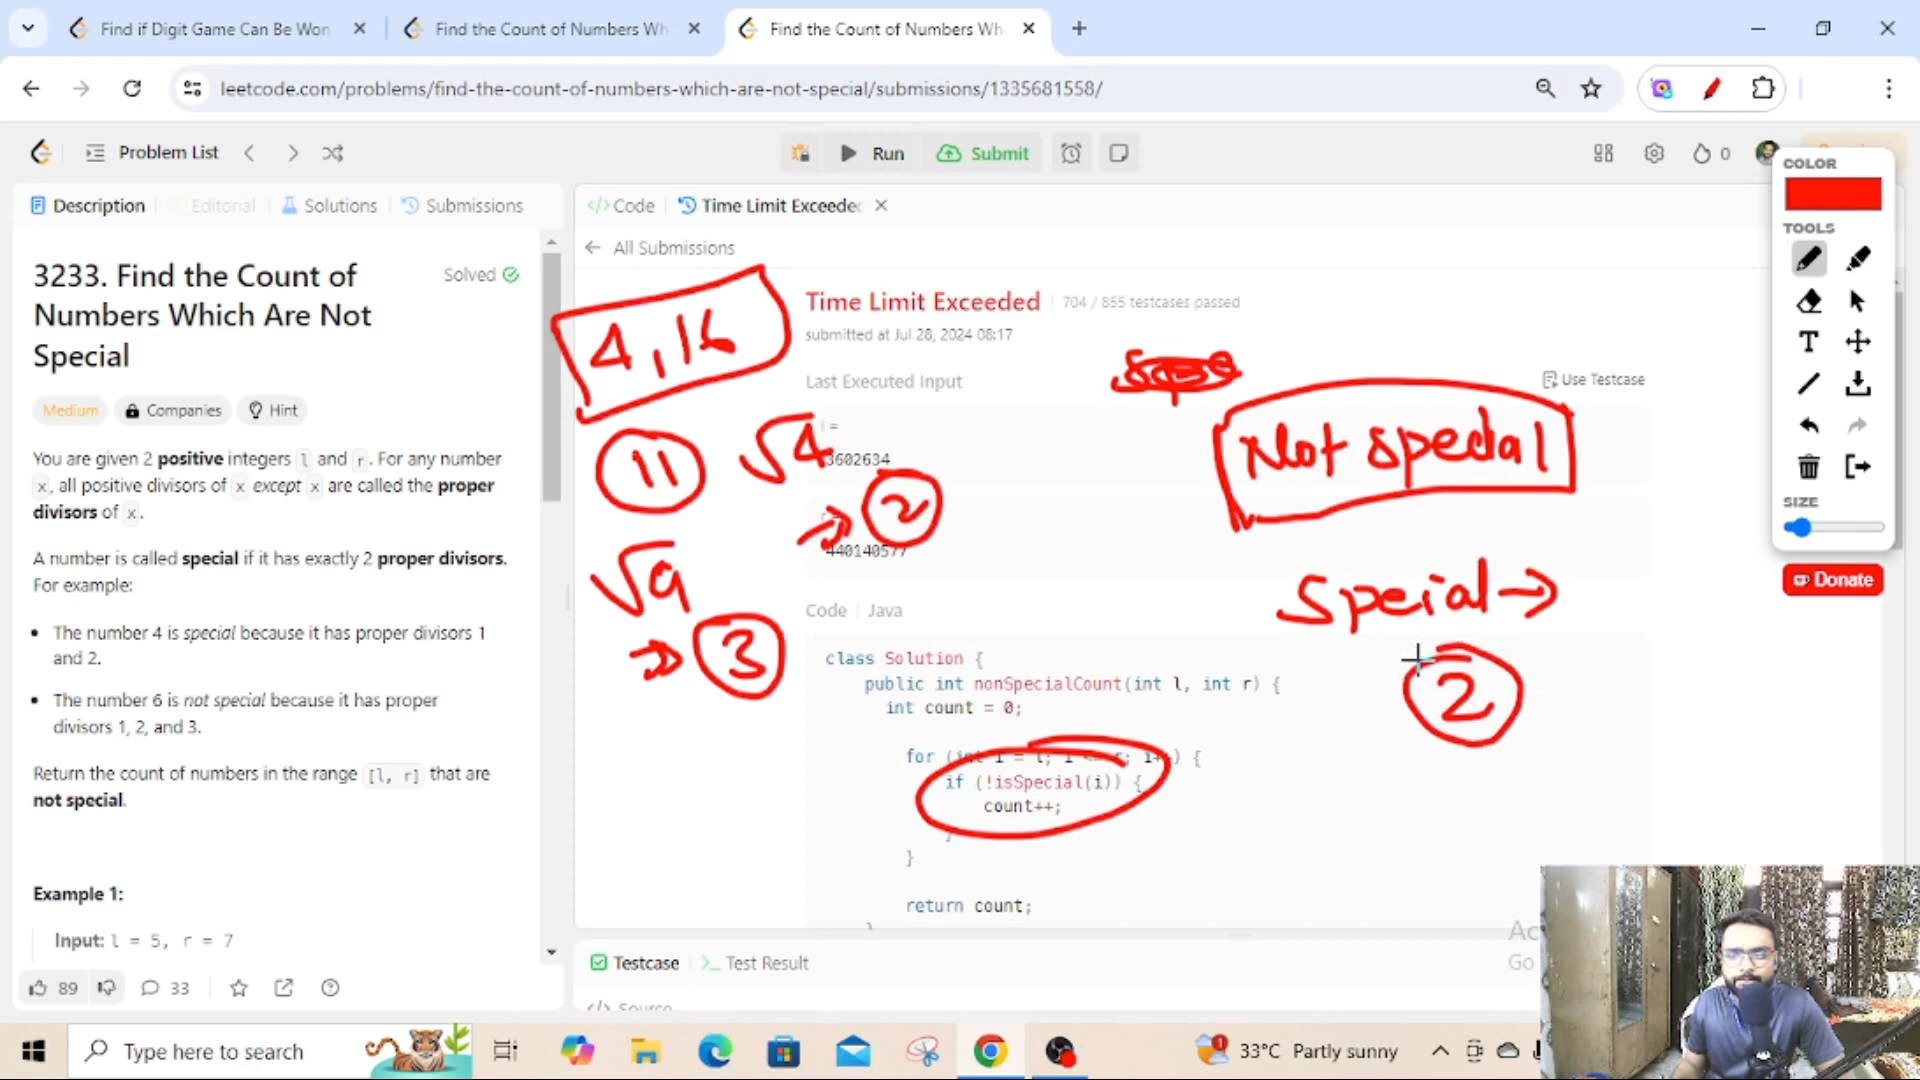 Find if Digit Game Can Be Won
Find the Count of Numbers Wh
Find the Count of Numbers Wh
leetcode.com/problems/find-the-count-of-numbers-which-are-not-special/submissions/1335681558/
Problem List
Run
Submit
0
Description
Editorial
Solutions
Submissions
3233. Find the Count of
Numbers Which Are Not
Special
Solved
Medium
Companies
Hint
You are given 2 positive integers l and r. For any number
x, all positive divisors of x except x are called the proper
divisors of x.
A number is called special if it has exactly 2 proper divisors.
For example:
• The number 4 is special because it has proper divisors 1
and 2.
• The number 6 is not special because it has proper
divisors 1, 2, and 3.
Return the count of numbers in the range [l, r] that are
not special.
Example 1:
Input: l = 5, r = 7
89
33
</> Code
Time Limit Exceeded
All Submissions
Time Limit Exceeded
704 / 855 testcases passed
submitted at Jul 28, 2024 08:17
Last Executed Input
Use Testcase
l =
3602634
440140577
Code
Java
class Solution {
public int nonSpecialCount(int l, int r) {
int count = 0;
for (int i = l; i <= r; i++) {
if (!isSpecial(i)) {
count++;
}
}
return count;
}
4, 16
11
√4
→ 2
√9
→ 3
Not special
Special →
2
Testcase
>_ Test Result
</> Source
COLOR
TOOLS
T
SIZE
Donate
Ac
Go
Type here to search
33°C Partly sunny